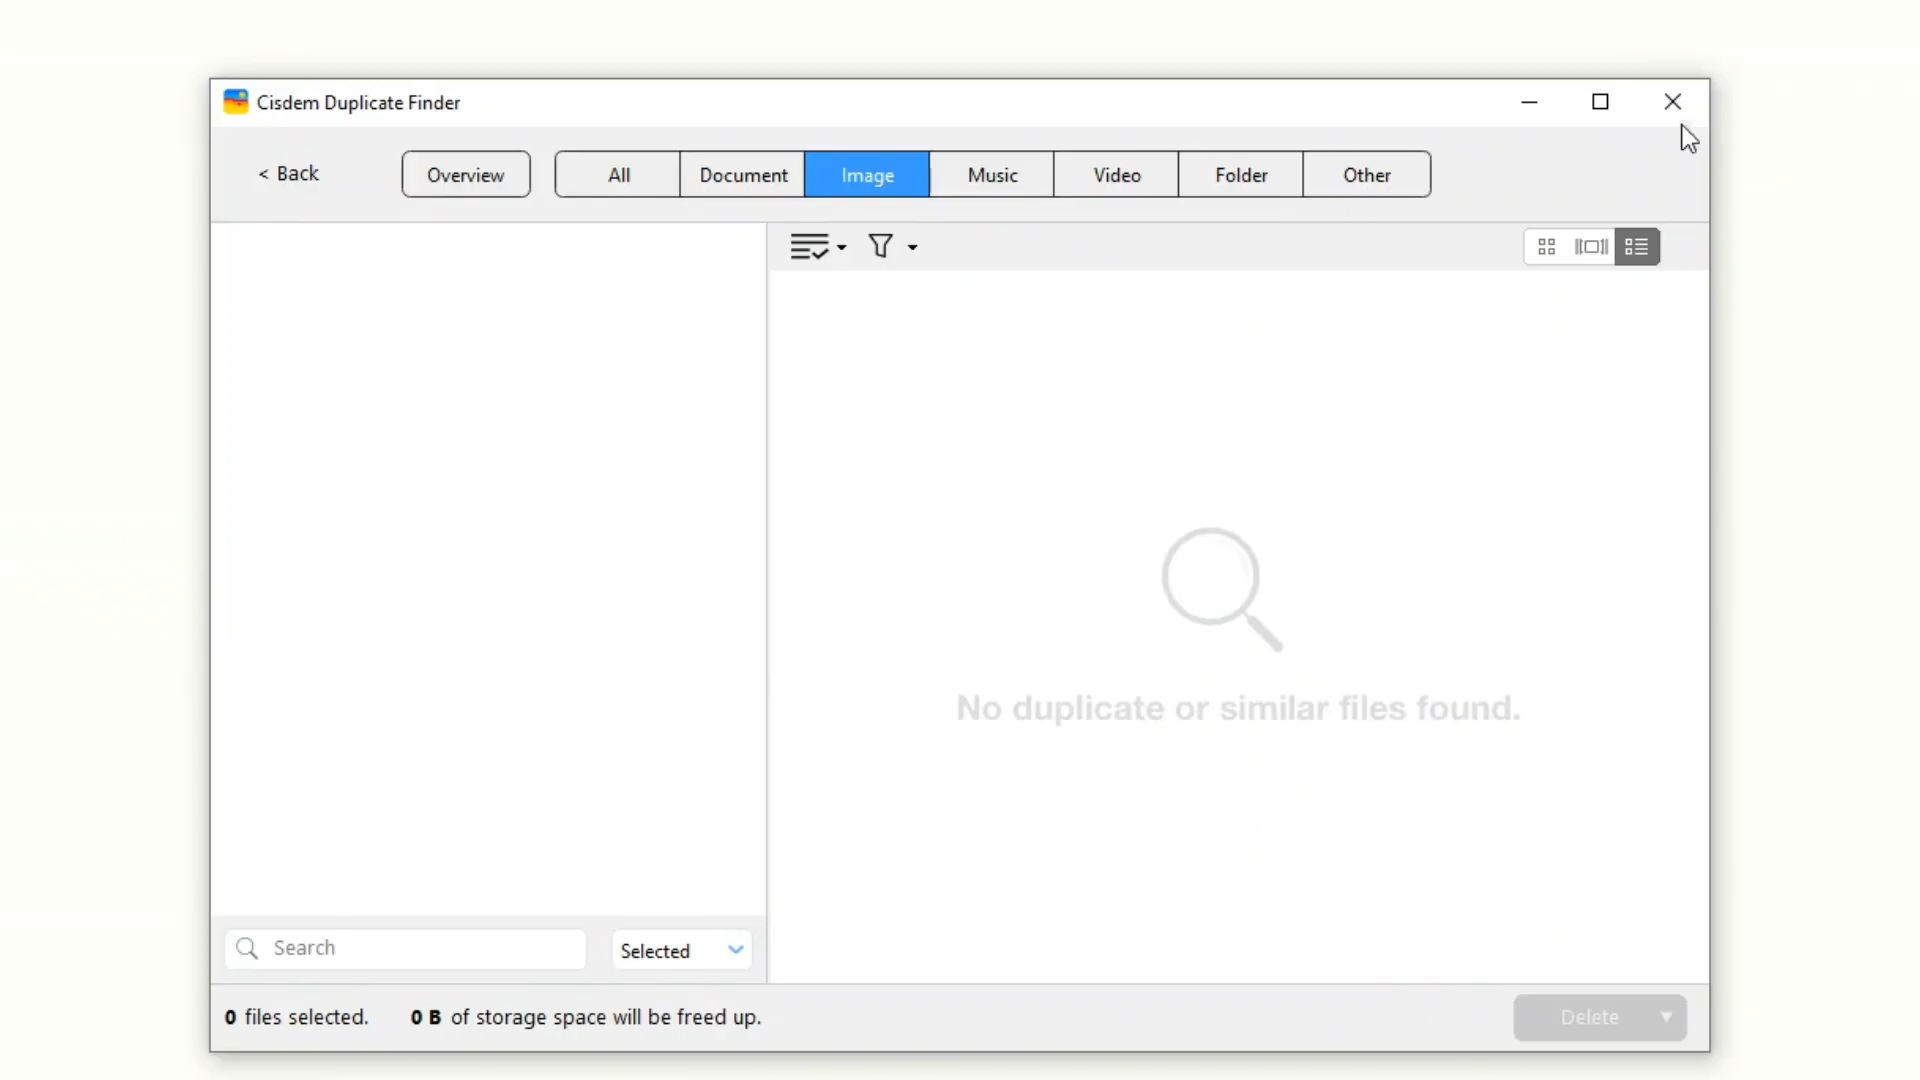 Cisdem Duplicate Finder
< Back
Overview
All
Document
Image
Music
Video
Folder
Other
No duplicate or similar files found.
Search
Selected
0 files selected.
0 B of storage space will be freed up.
Delete